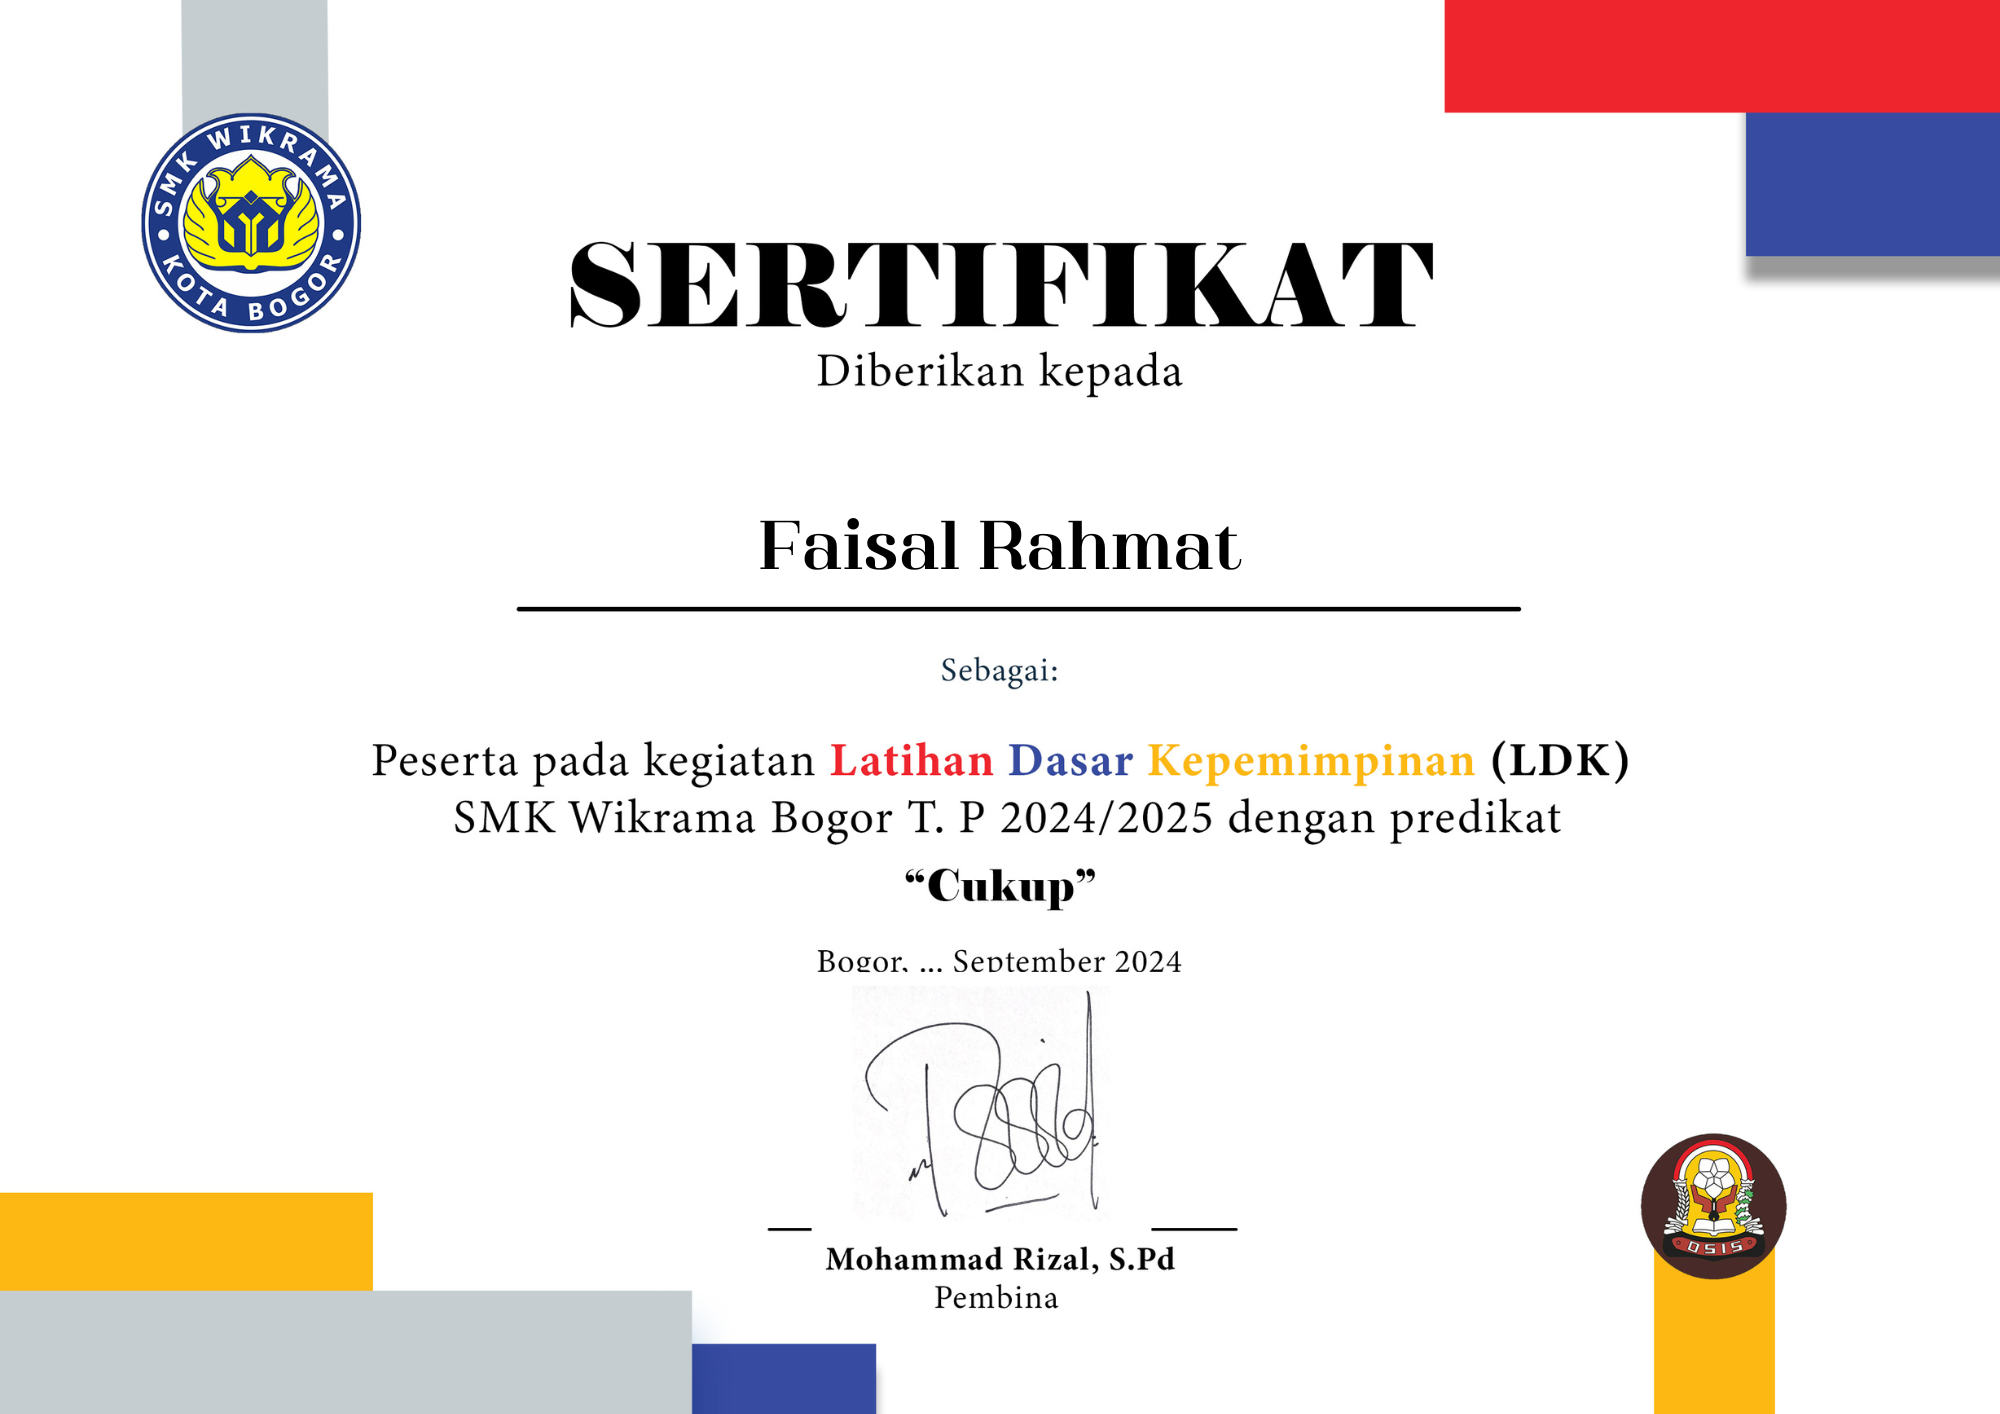 SMK WIKRAMA
KOTA BOGOR
SERTIFIKAT
Diberikan kepada
Faisal Rahmat
Sebagai:
Peserta pada kegiatan Latihan Dasar Kepemimpinan (LDK)
SMK Wikrama Bogor T. P 2024/2025 dengan predikat
“Cukup”
Bogor, ... September 2024
Mohammad Rizal, S.Pd
Pembina
OSIS